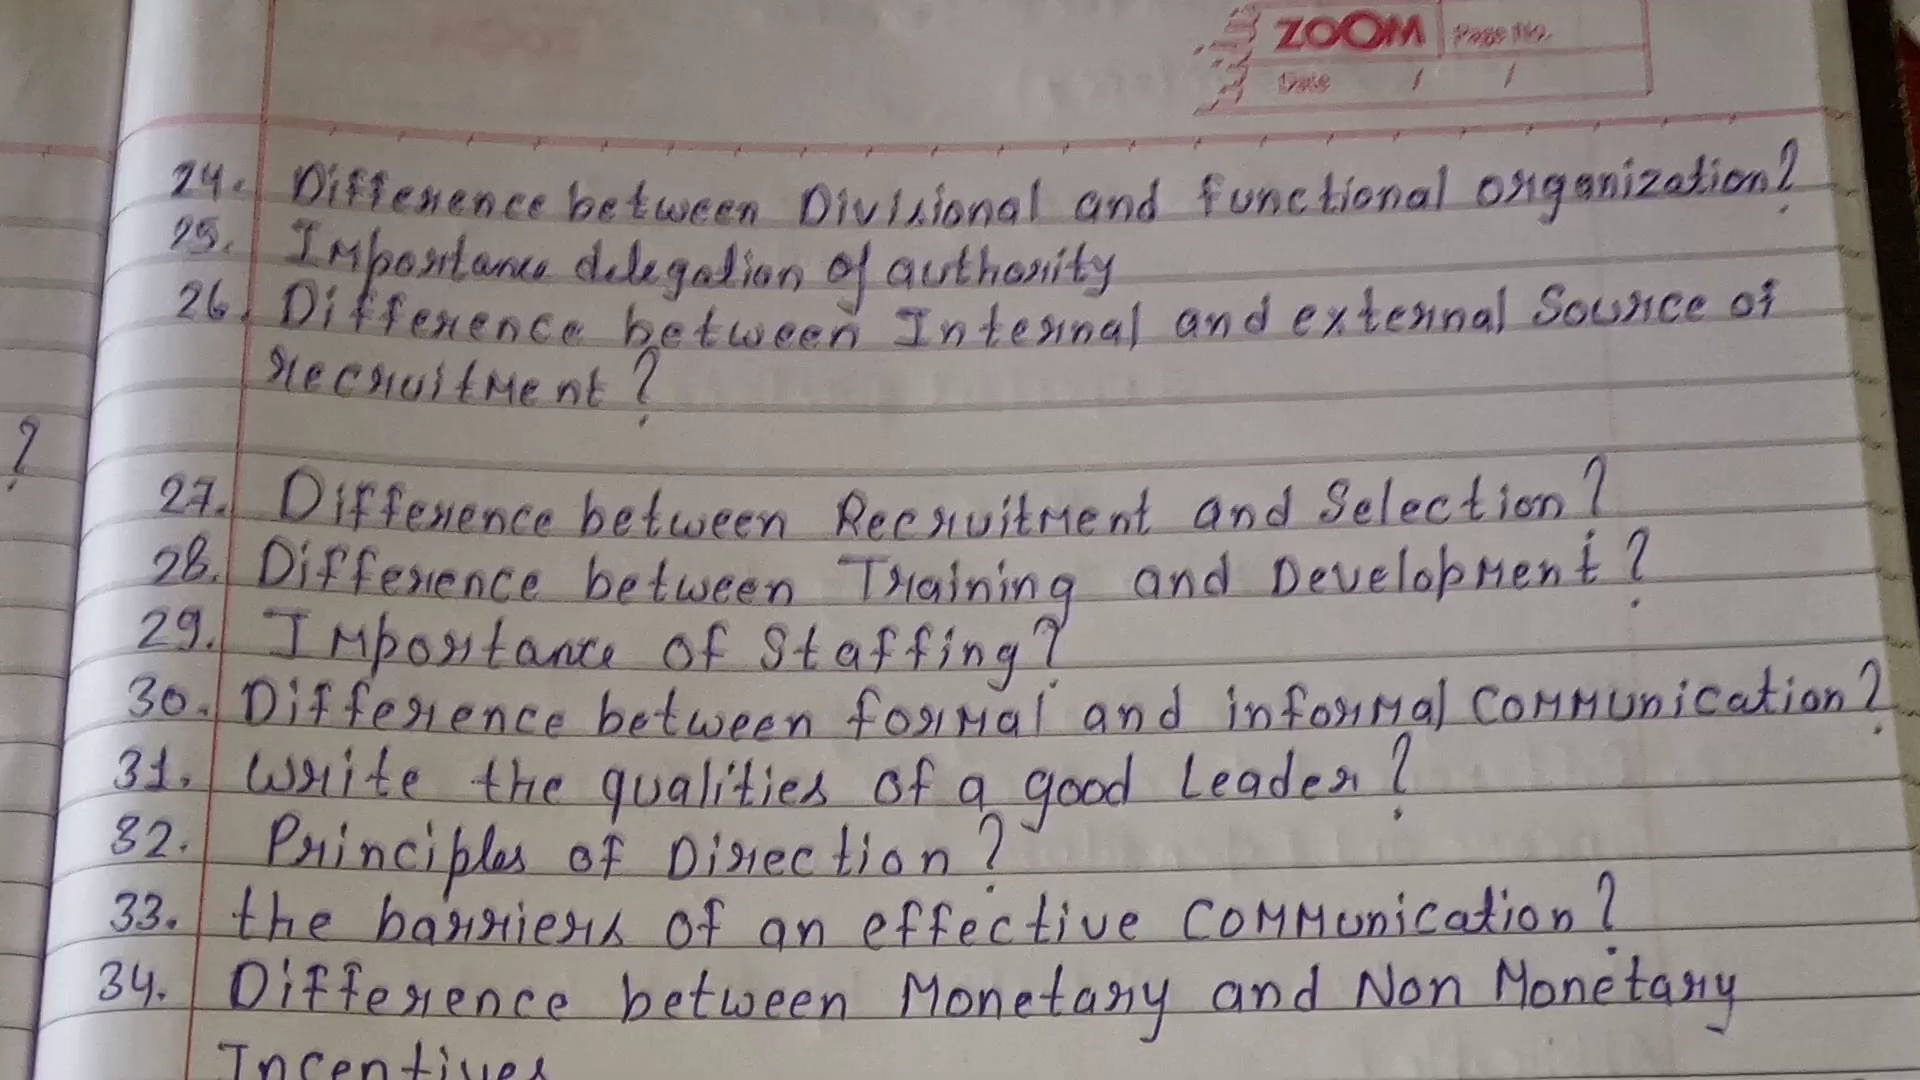 ZOOM Page No.
Date / /
24. Difference between Divisional and functional organization?
25. Importance delegation of authority
26. Difference between Internal and external Source of
recruitment?
?
27. Difference between Recruitment and Selection?
28. Difference between Training and Development?
29. Importance of Staffing?
30. Difference between formal and informal Communication?
31. Write the qualities of a good Leader?
32. Principles of Direction?
33. the barriers of an effective Communication?
34. Difference between Monetary and Non Monetary
Incentives